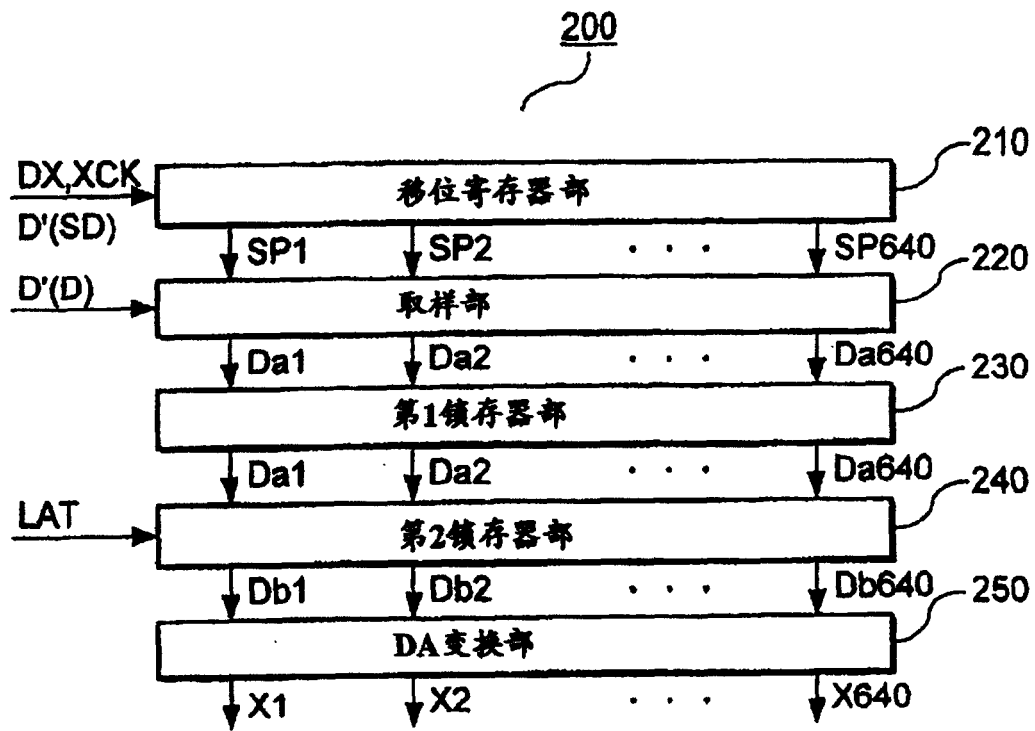 200
DX,XCK
移位寄存器部
210
D'(SD)
SP1
SP2
· · ·
SP640
D'(D)
取样部
220
Da1
Da2
· · ·
Da640
第1锁存器部
230
Da1
Da2
· · ·
Da640
LAT
第2锁存器部
240
Db1
Db2
· · ·
Db640
DA变换部
250
X1
X2
· · ·
X640